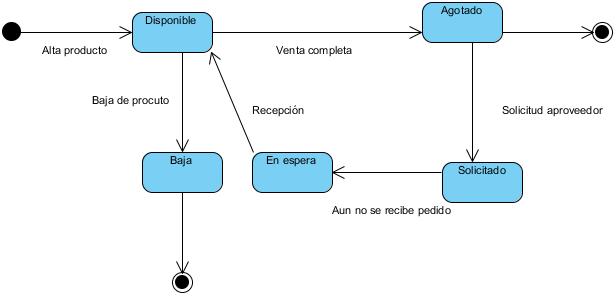 Disponible
Agotado
Alta producto
Venta completa
Baja de procuto
Recepción
Solicitud aproveedor
Baja
En espera
Solicitado
Aun no se recibe pedido